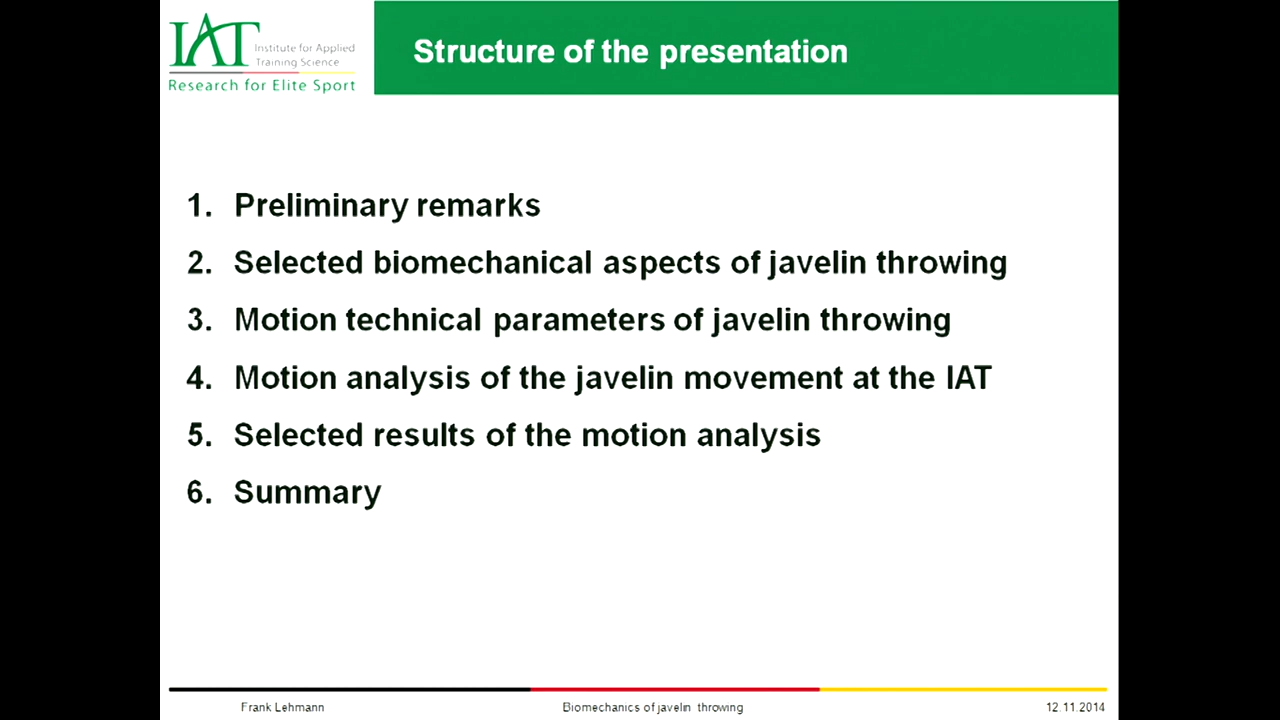 IAT
Institute for Applied
Training Science
Research for Elite Sport
Structure of the presentation
1. Preliminary remarks
2. Selected biomechanical aspects of javelin throwing
3. Motion technical parameters of javelin throwing
4. Motion analysis of the javelin movement at the IAT
5. Selected results of the motion analysis
6. Summary
Frank Lehmann Biomechanics of javelin throwing 12.11.2014